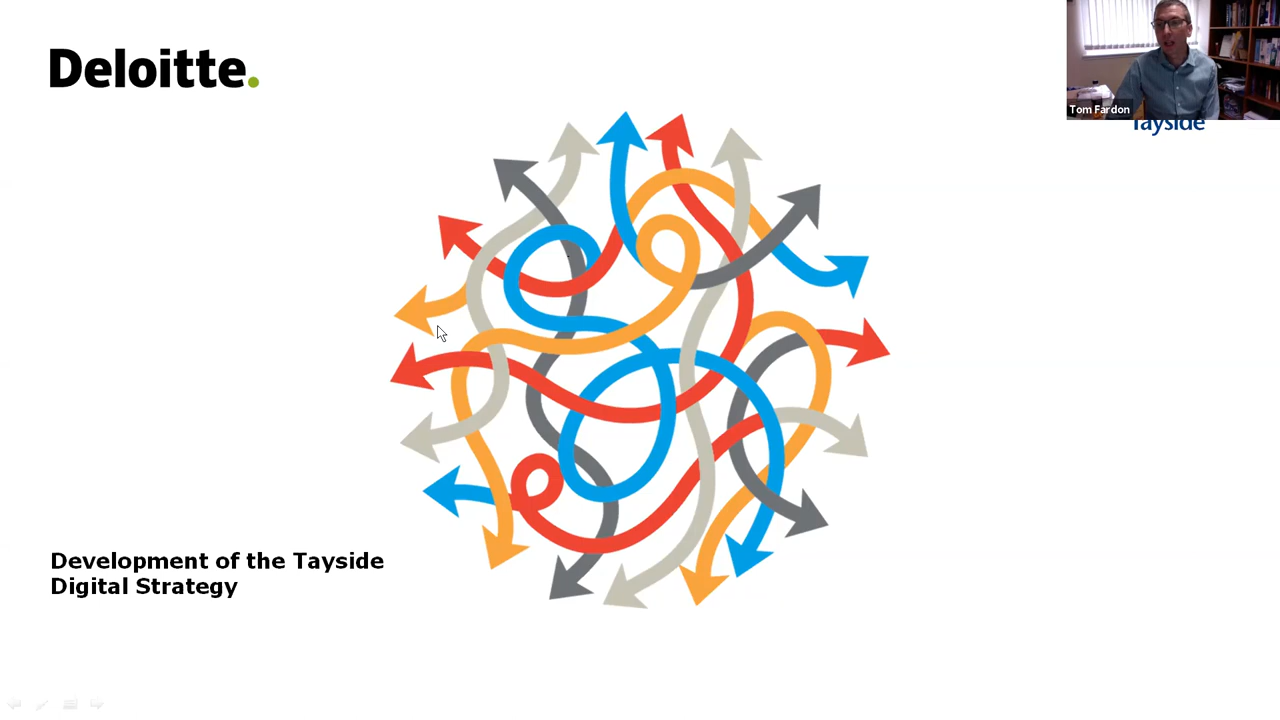 Deloitte.
Tom Fardon
Tayside
Development of the Tayside
Digital Strategy